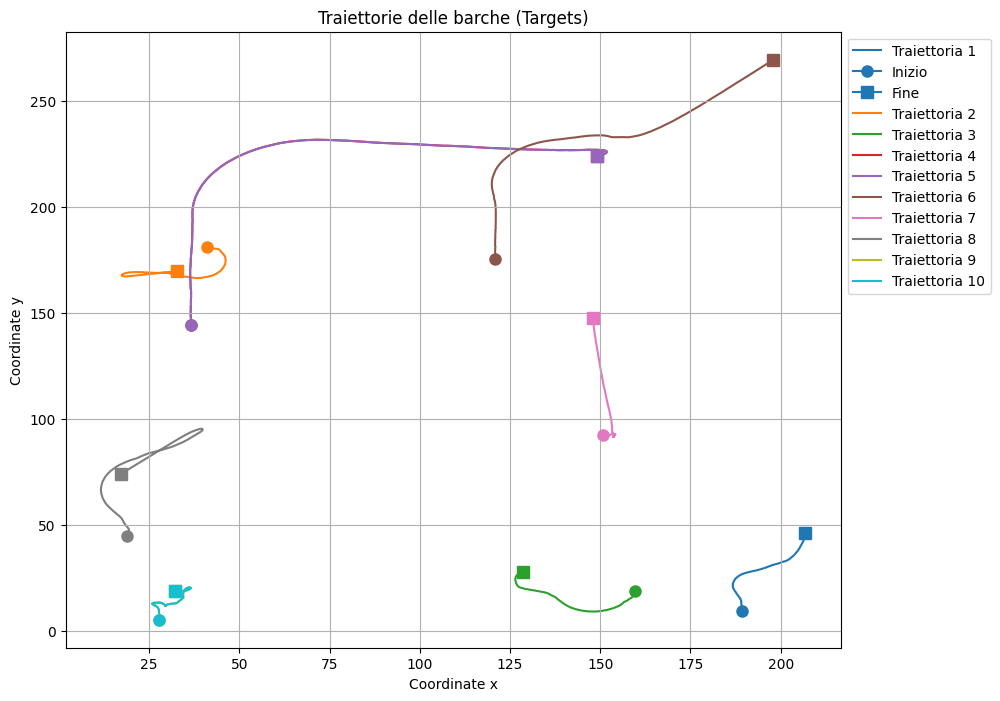 Traiettorie delle barche (Targets)
Traiettoria 1
Inizio
Fine
Traiettoria 2
Traiettoria 3
Traiettoria 4
Traiettoria 5
Traiettoria 6
Traiettoria 7
Traiettoria 8
Traiettoria 9
Traiettoria 10
Coordinate y
250
200
150
100
50
0
25 50 75 100 125 150 175 200
Coordinate x